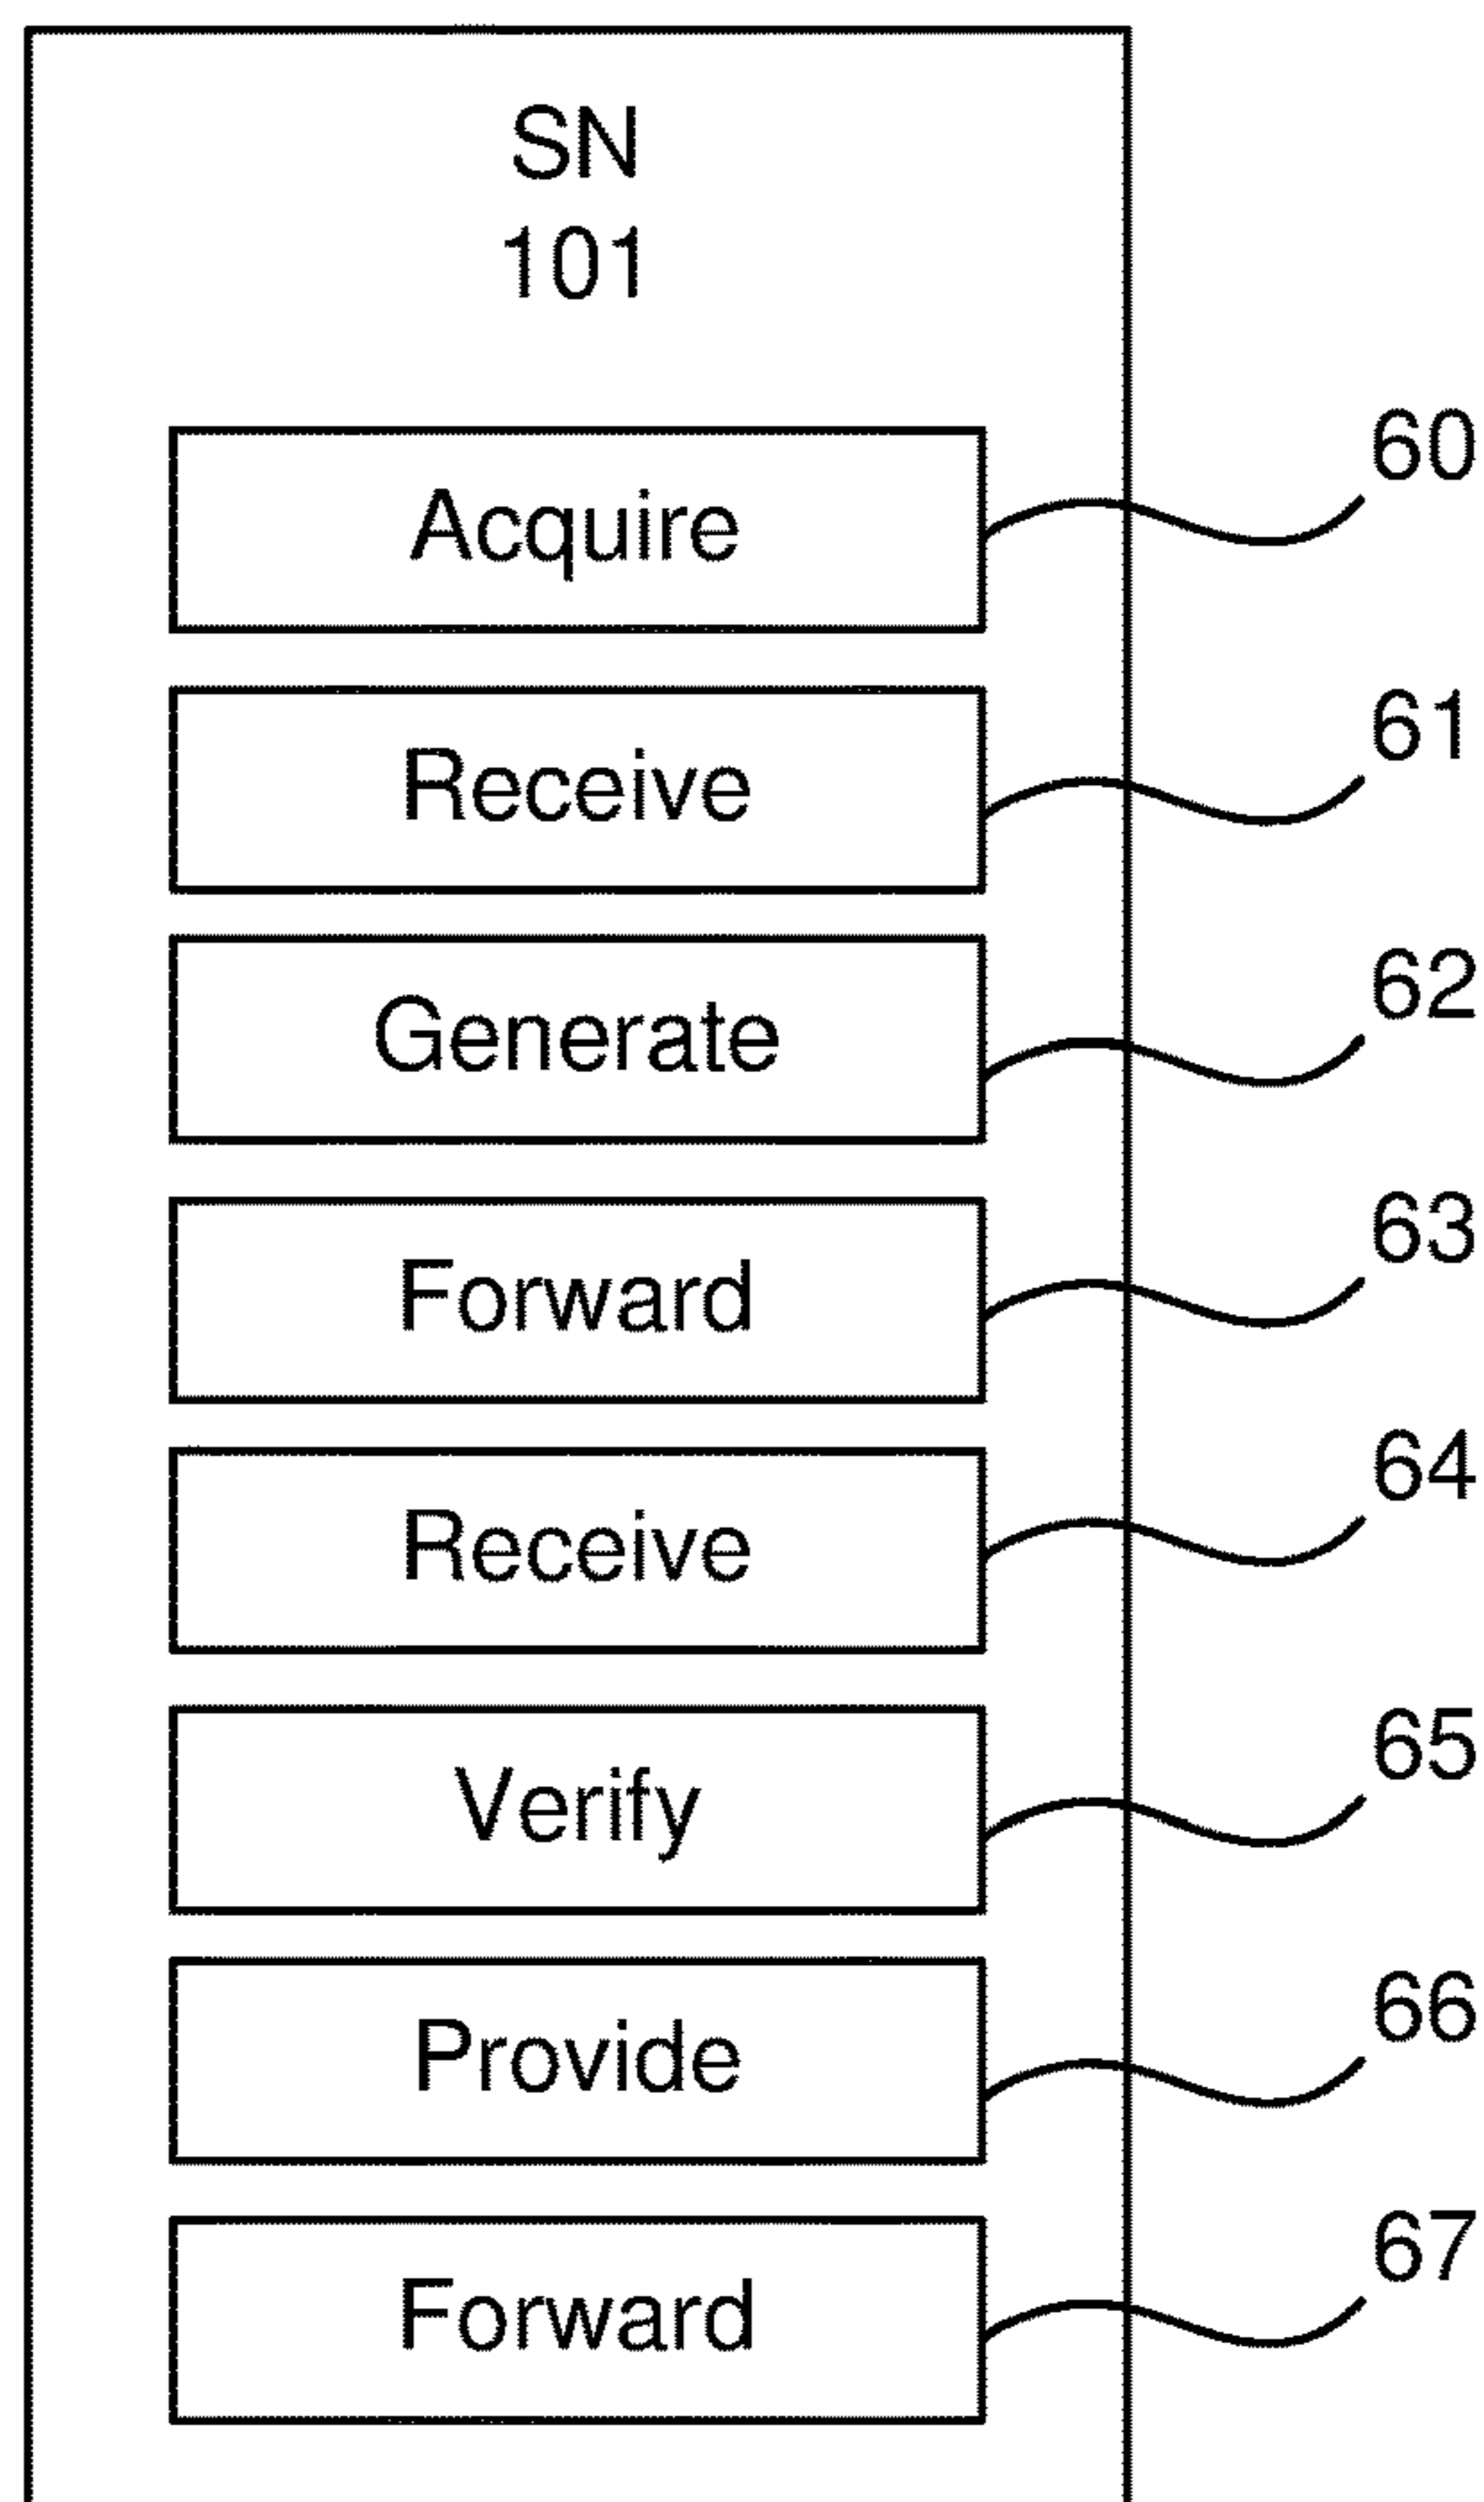 SN
101
Acquire
60
Receive
61
Generate
62
Forward
63
Receive
64
Verify
65
Provide
66
Forward
67